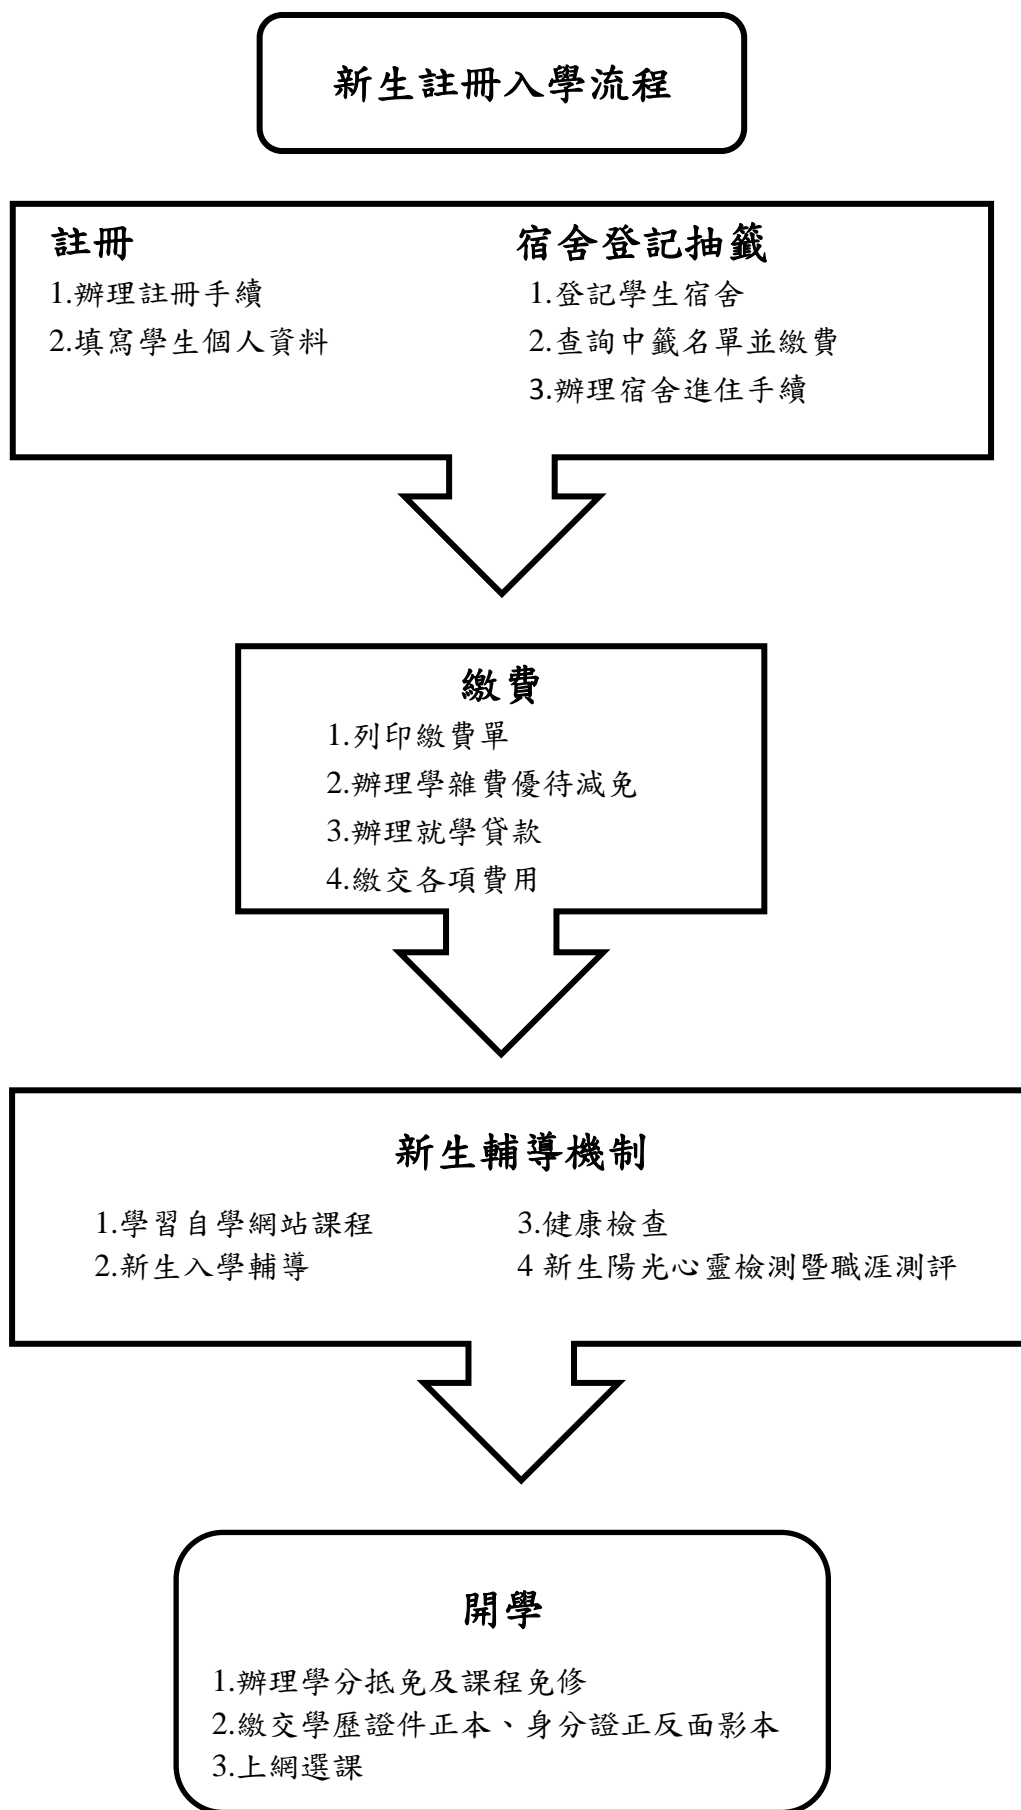 新生註冊入學流程
註冊
1.辦理註冊手續
2.填寫學生個人資料
宿舍登記抽籤
1.登記學生宿舍
2.查詢中籤名單並繳費
3.辦理宿舍進住手續
繳費
1.列印繳費單
2.辦理學雜費優待減免
3.辦理就學貸款
4.繳交各項費用
新生輔導機制
1.學習自學網站課程
2.新生入學輔導
3.健康檢查
4 新生陽光心靈檢測暨職涯測評
開學
1.辦理學分抵免及課程免修
2.繳交學歷證件正本、身分證正反面影本
3.上網選課